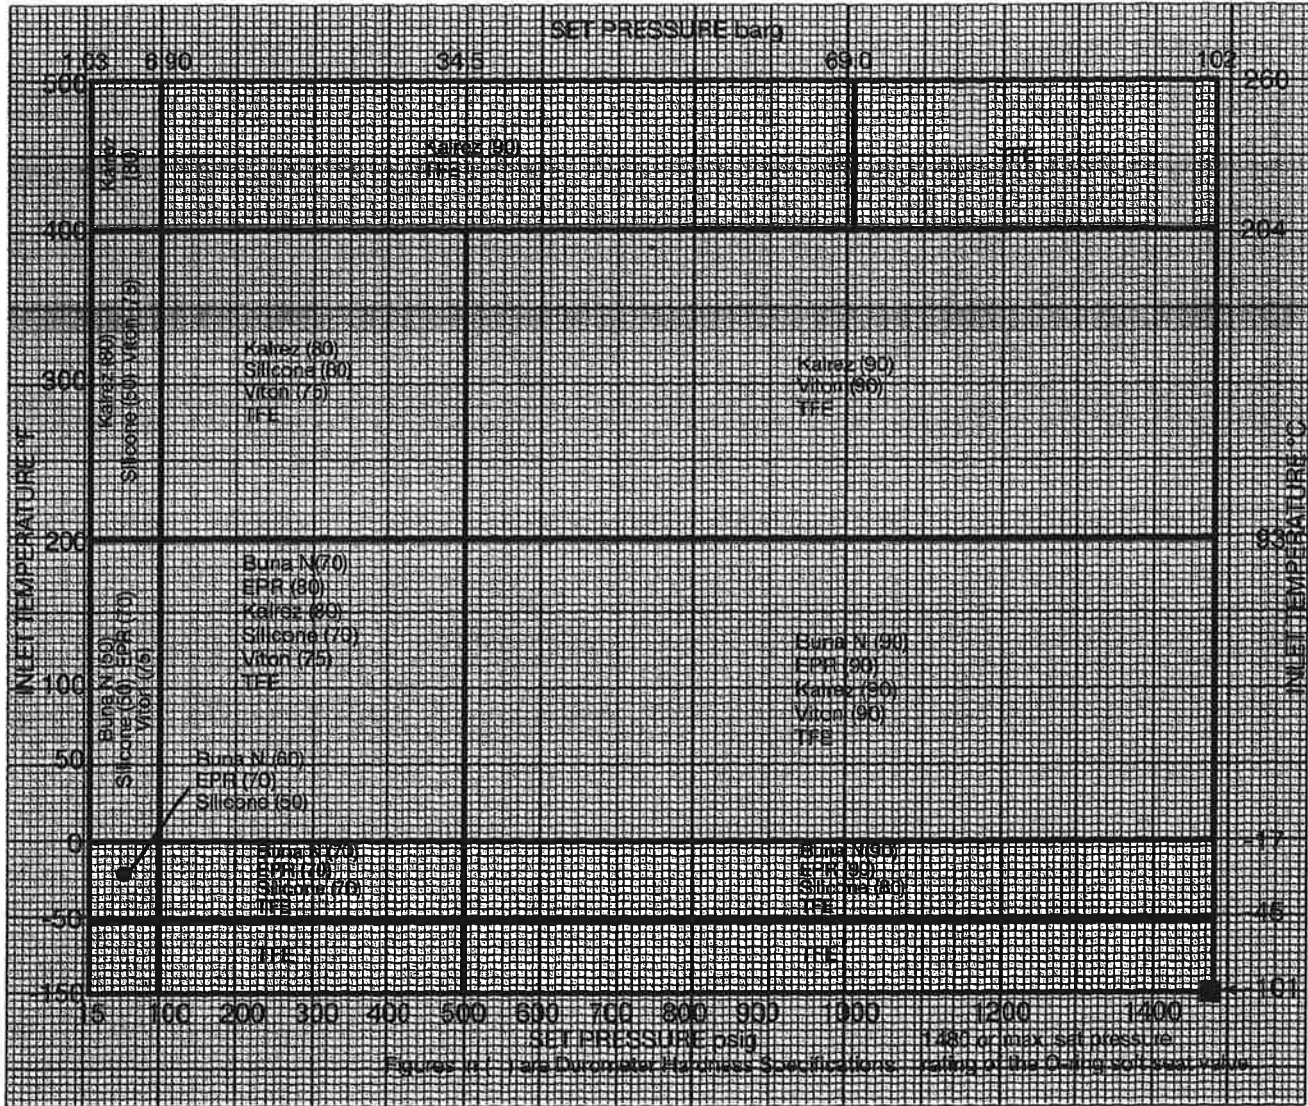 SET PRESSURE barg
1.03 6.90 34.5 69.0 102
500 260
Kalrez
(80)
Kalrez (90)
TFE
TFE
400 204
Kalrez (80)
Silicone (50) Viton (75)
Kalrez (80)
Silicone (80)
Viton (75)
TFE
Kalrez (90)
Viton (90)
TFE
300
INLET TEMPERATURE °F
INLET TEMPERATURE °C
200 93
Buna N (50)
Silicone (50) EPR (70)
Viton (75)
Buna N(70)
EPR (80)
Kalrez (80)
Silicone (70)
Viton (75)
TFE
Buna N (90)
EPR (90)
Kalrez (90)
Viton (90)
TFE
100
50
Buna N (60)
EPR (70)
Silicone (50)
0 -17
Buna N (70)
EPR (70)
Silicone (70)
TFE
Buna N(90)
EPR (90)
Silicone (80)
TFE
-50 -45
TFE
TFE
-150 -101
15 100 200 300 400 500 600 700 800 900 1000 1200 1400
SET PRESSURE psig
1480 or max. set pressure
Figures in ( ) are Durometer Hardness Specifications. rating of the O-ring soft seat valve.